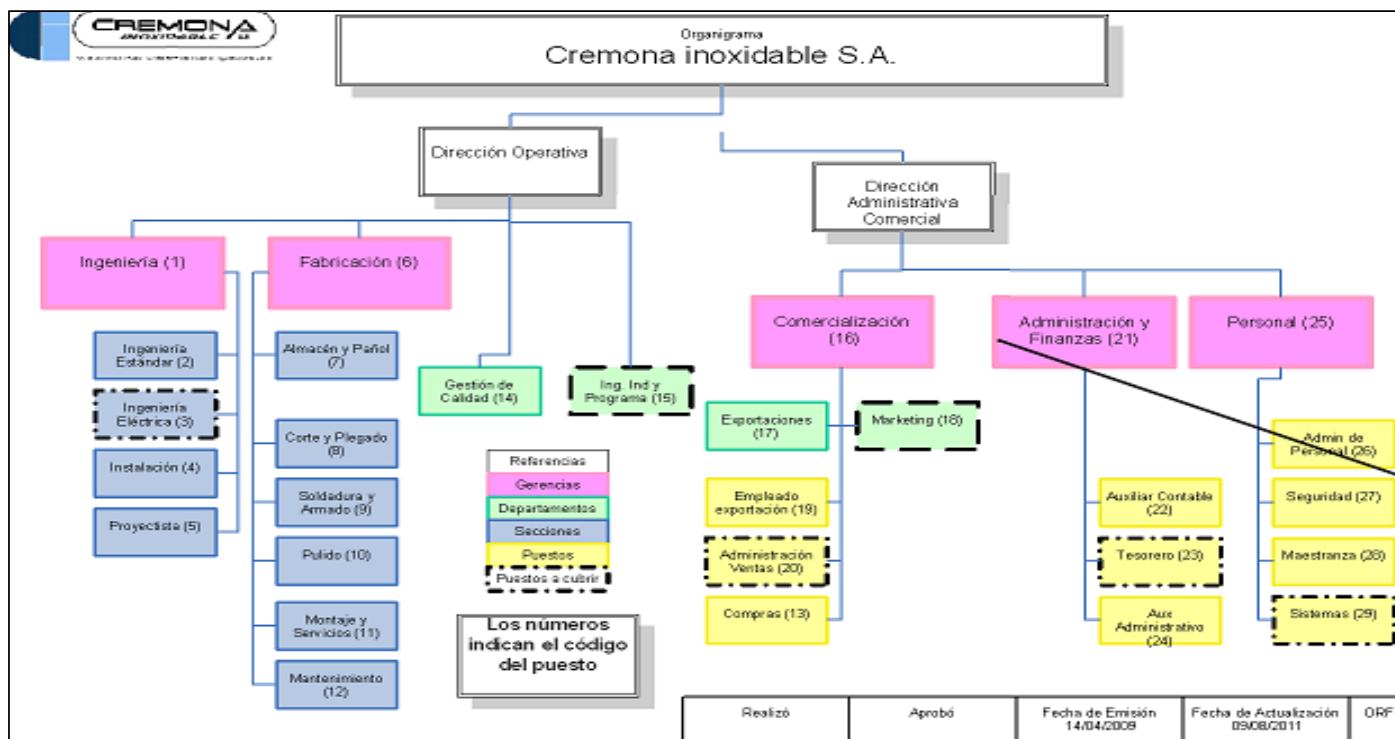 CREMONA
INOXIDABLE
Organigrama
Cremona inoxidable S.A.
Dirección Operativa
Dirección
Administrativa
Comercial
Ingeniería (1)
Fabricación (6)
Ingeniería
Estándar (2)
Ingeniería
Eléctrica (3)
Instalación (4)
Proyectista (5)
Almacén y Pañol
(7)
Corte y Plegado
(8)
Soldadura y
Armado (9)
Pulido (10)
Montaje y
Servicios (11)
Mantenimiento
(12)
Gestión de
Calidad (14)
Ing. Ind y
Programa (15)
Comercialización
(16)
Administración y
Finanzas (21)
Personal (25)
Exportaciones
(17)
Marketing (18)
Empleado
exportación (19)
Administración
Ventas (20)
Compras (13)
Auxiliar Contable
(22)
Tesorero (23)
Aux
Administrativo
(24)
Admin de
Personal (26)
Seguridad (27)
Maestranza (28)
Sistemas (29)
Referencias
Gerencias
Departamentos
Secciones
Puestos
Puestos a cubrir
Los números
indican el código
del puesto
Realizó
Aprobó
Fecha de Emisión
14/04/2009
Fecha de Actualización
09/08/2011
ORF